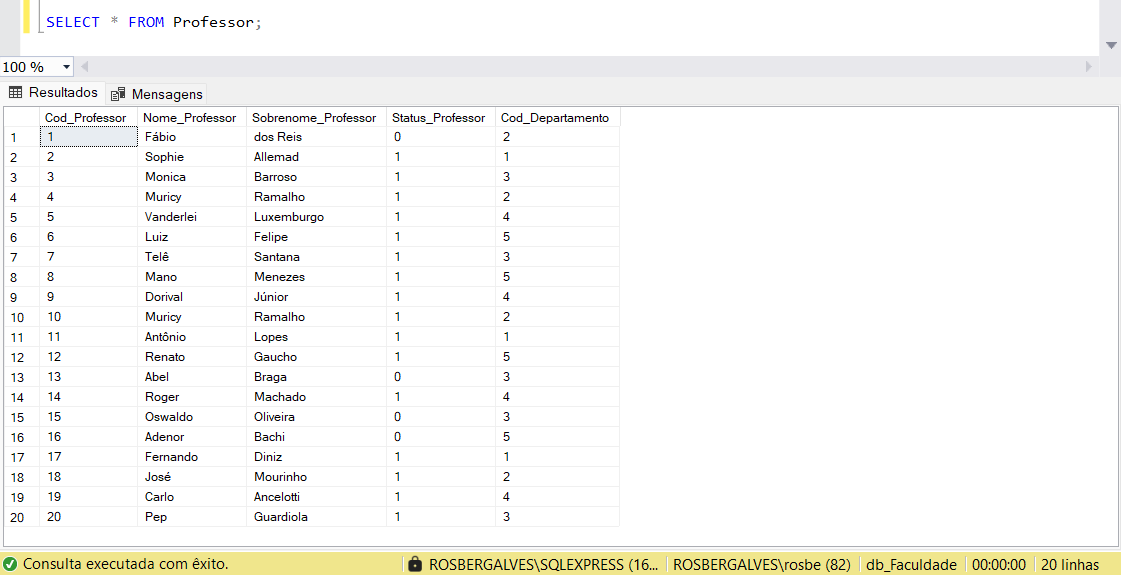 SELECT * FROM Professor;
100 %
Resultados Mensagens
Cod_Professor Nome_Professor Sobrenome_Professor Status_Professor Cod_Departamento
1 1 Fábio dos Reis 0 2
2 2 Sophie Allemad 1 1
3 3 Monica Barroso 1 3
4 4 Muricy Ramalho 1 2
5 5 Vanderlei Luxemburgo 1 4
6 6 Luiz Felipe 1 5
7 7 Telê Santana 1 3
8 8 Mano Menezes 1 5
9 9 Dorival Júnior 1 4
10 10 Muricy Ramalho 1 2
11 11 Antônio Lopes 1 1
12 12 Renato Gaucho 1 5
13 13 Abel Braga 0 3
14 14 Roger Machado 1 4
15 15 Oswaldo Oliveira 0 3
16 16 Adenor Bachi 0 5
17 17 Fernando Diniz 1 1
18 18 José Mourinho 1 2
19 19 Carlo Ancelotti 1 4
20 20 Pep Guardiola 1 3
Consulta executada com êxito. ROSBERGALVES\SQLEXPRESS (16... ROSBERGALVES\rosbe (82) db_Faculdade 00:00:00 20 linhas